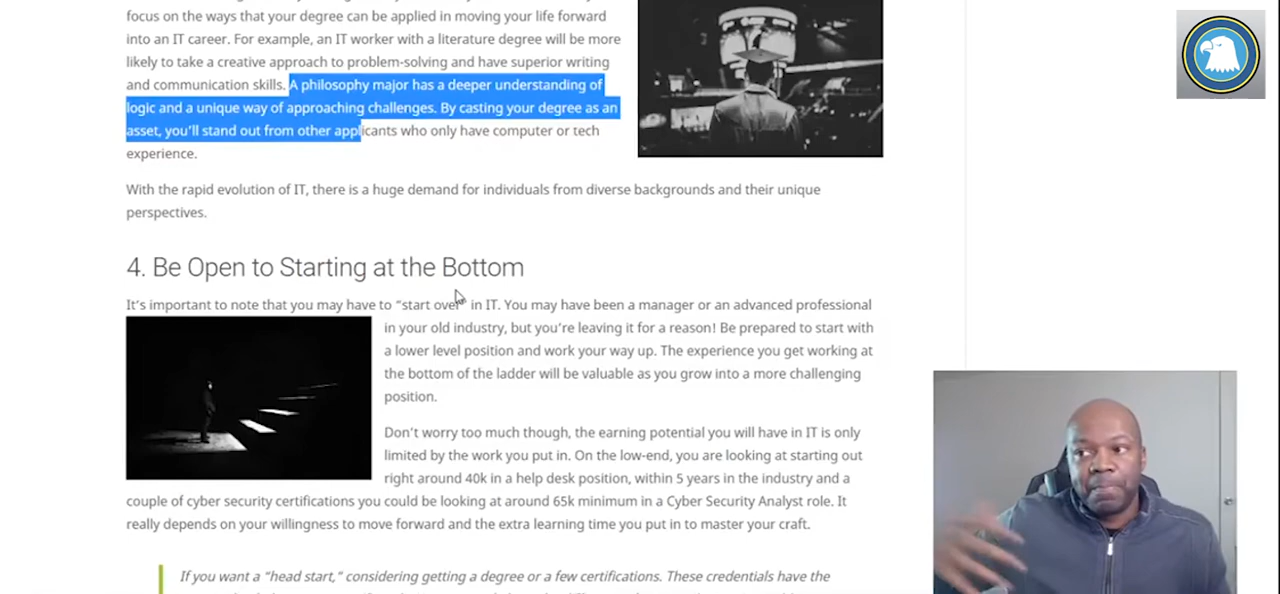 focus on the ways that your degree can be applied in moving your life forward
into an IT career. For example, an IT worker with a literature degree will be more
likely to take a creative approach to problem-solving and have superior writing
and communication skills. A philosophy major has a deeper understanding of
logic and a unique way of approaching challenges. By casting your degree as an
asset, you'll stand out from other applicants who only have computer or tech
experience.
With the rapid evolution of IT, there is a huge demand for individuals from diverse backgrounds and their unique
perspectives.
4. Be Open to Starting at the Bottom
It's important to note that you may have to "start over" in IT. You may have been a manager or an advanced professional
in your old industry, but you're leaving it for a reason! Be prepared to start with
a lower level position and work your way up. The experience you get working at
the bottom of the ladder will be valuable as you grow into a more challenging
position.
Don't worry too much though, the earning potential you will have in IT is only
limited by the work you put in. On the low-end, you are looking at starting out
right around 40k in a help desk position, within 5 years in the industry and a
couple of cyber security certifications you could be looking at around 65k minimum in a Cyber Security Analyst role. It
really depends on your willingness to move forward and the extra learning time you put in to master your craft.
If you want a "head start," considering getting a degree or a few certifications. These credentials have the